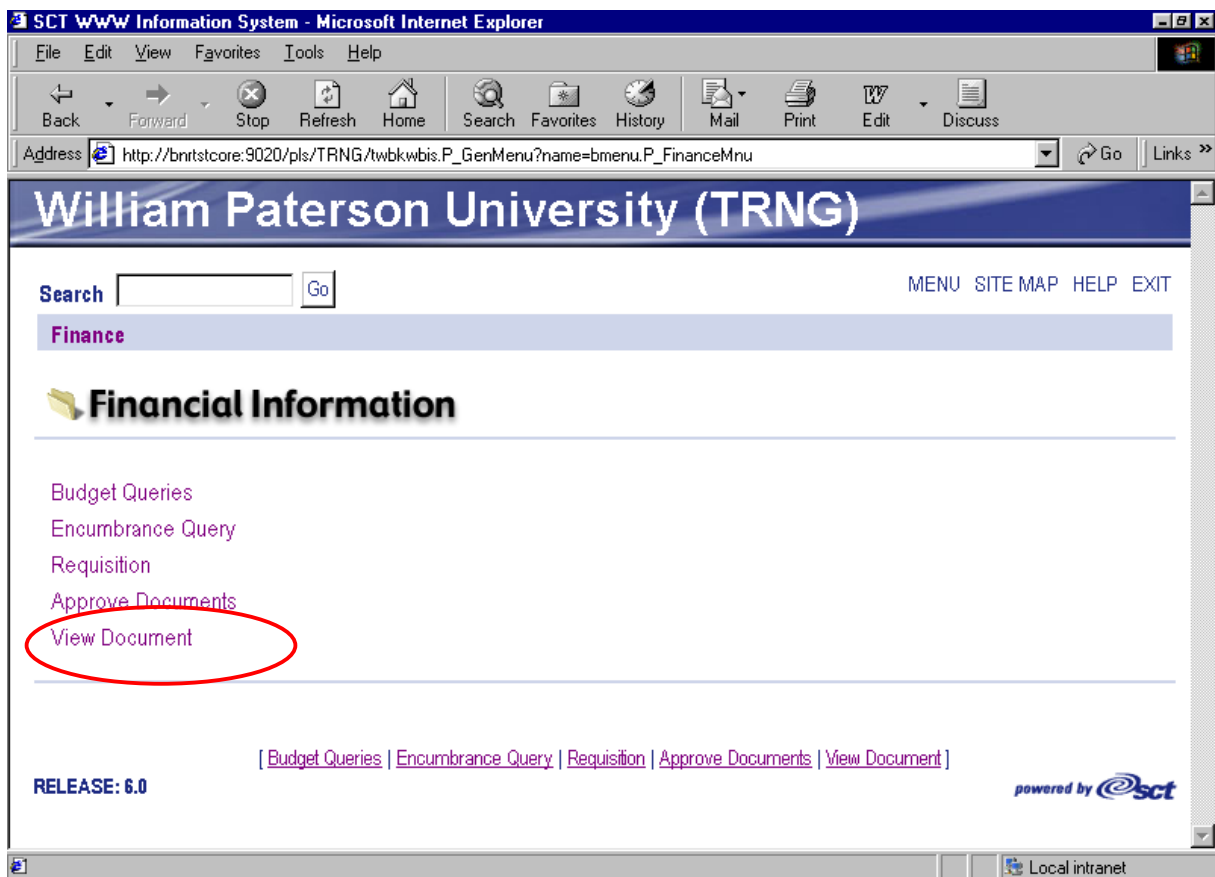 SCT WWW Information System - Microsoft Internet Explorer
File Edit View Favorites Tools Help
Back Forward Stop Refresh Home Search Favorites History Mail Print Edit Discuss
Address http://bnrtstcore:9020/pls/TRNG/twbkwbis.P_GenMenu?name=bmenu.P_FinanceMnu Go Links »
William Paterson University (TRNG)
Search Go MENU SITE MAP HELP EXIT
Finance
Financial Information
Budget Queries
Encumbrance Query
Requisition
Approve Documents
View Document
[ Budget Queries | Encumbrance Query | Requisition | Approve Documents | View Document ]
RELEASE: 6.0 powered by sct
Local intranet